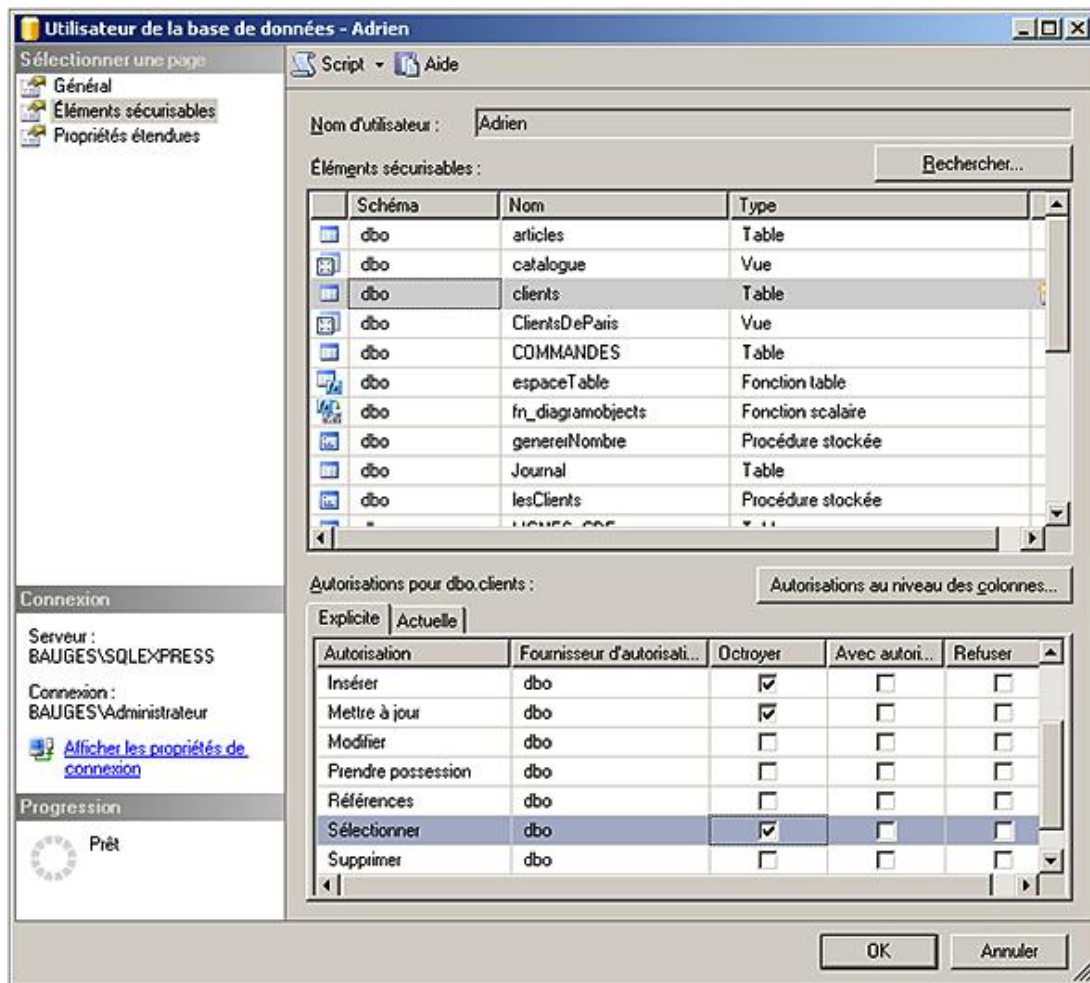 Utilisateur de la base de données - Adrien
Sélectionner une page
Général
Éléments sécurisables
Propriétés étendues
Script Aide
Nom d'utilisateur : Adrien
Éléments sécurisables :
Rechercher...
Schéma Nom Type
dbo articles Table
dbo catalogue Vue
dbo clients Table
dbo ClientsDeParis Vue
dbo COMMANDES Table
dbo espaceTable Fonction table
dbo fn_diagramobjects Fonction scalaire
dbo genererNombre Procédure stockée
dbo Journal Table
dbo lesClients Procédure stockée
Autorisations pour dbo.clients :
Autorisations au niveau des colonnes...
Explicite Actuelle
Autorisation Fournisseur d'autorisati... Octroyer Avec autori... Refuser
Insérer dbo
Mettre à jour dbo
Modifier dbo
Prendre possession dbo
Références dbo
Sélectionner dbo
Supprimer dbo
Connexion
Serveur :
BAUGES\SQLEXPRESS
Connexion :
BAUGES\Administrateur
Afficher les propriétés de
connexion
Progression
Prêt
OK Annuler